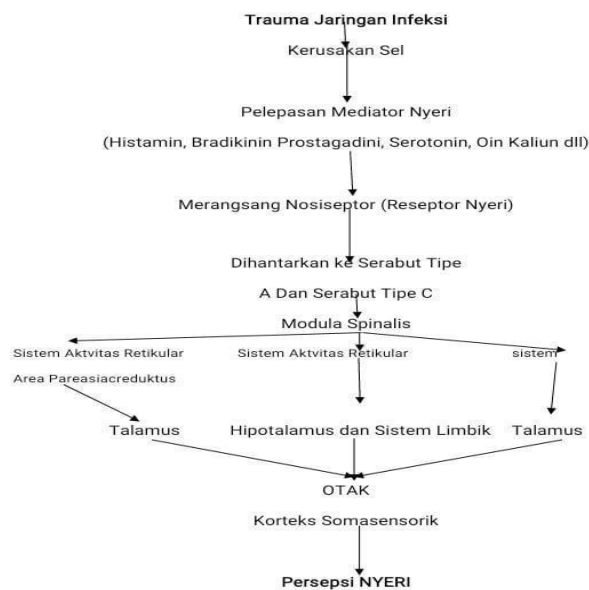 Trauma Jaringan Infeksi
Kerusakan Sel
Pelepasan Mediator Nyeri
(Histamin, Bradikinin Prostagadini, Serotonin, Oin Kaliun dll)
Merangsang Nosiseptor (Reseptor Nyeri)
Dihantarkan ke Serabut Tipe
A Dan Serabut Tipe C
Modula Spinalis
Sistem Aktvitas Retikular
Sistem Aktvitas Retikular
sistem
Area Pareasiacreduktus
Talamus
Hipotalamus dan Sistem Limbik
Talamus
OTAK
Korteks Somasensorik
Persepsi NYERI